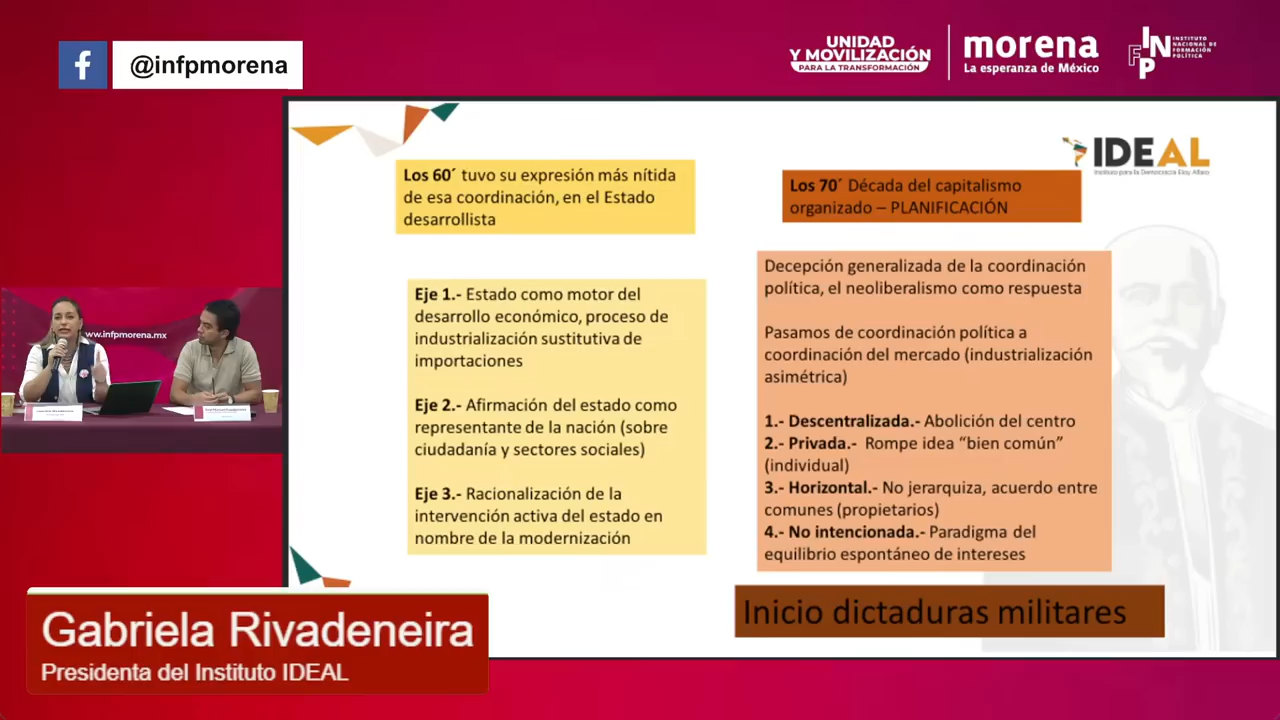 @infpmorena
UNIDAD
Y MOVILIZACIÓN
PARA LA TRANSFORMACIÓN
morena
La esperanza de México
INFP
INSTITUTO
NACIONAL DE
FORMACIÓN
POLÍTICA
IDEAL
Instituto para la Democracia Eloy Alfaro
Los 60´ tuvo su expresión más nítida
de esa coordinación, en el Estado
desarrollista
Eje 1.- Estado como motor del
desarrollo económico, proceso de
industrialización sustitutiva de
importaciones
Eje 2.- Afirmación del estado como
representante de la nación (sobre
ciudadanía y sectores sociales)
Eje 3.- Racionalización de la
intervención activa del estado en
nombre de la modernización
Los 70´ Década del capitalismo
organizado – PLANIFICACIÓN
Decepción generalizada de la coordinación
política, el neoliberalismo como respuesta
Pasamos de coordinación política a
coordinación del mercado (industrialización
asimétrica)
1.- Descentralizada.- Abolición del centro
2.- Privada.- Rompe idea “bien común”
(individual)
3.- Horizontal.- No jerarquiza, acuerdo entre
comunes (propietarios)
4.- No intencionada.- Paradigma del
equilibrio espontáneo de intereses
Inicio dictaduras militares
www.infpmorena.mx
Gabriela Rivadeneira
Presidenta del Instituto IDEAL